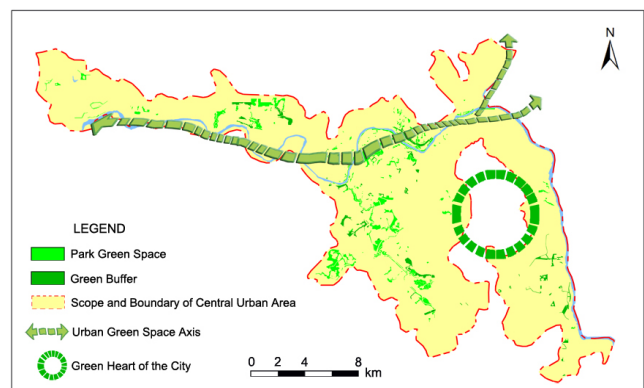 N
LEGEND
Park Green Space
Green Buffer
Scope and Boundary of Central Urban Area
Urban Green Space Axis
Green Heart of the City
0 2 4 8
km